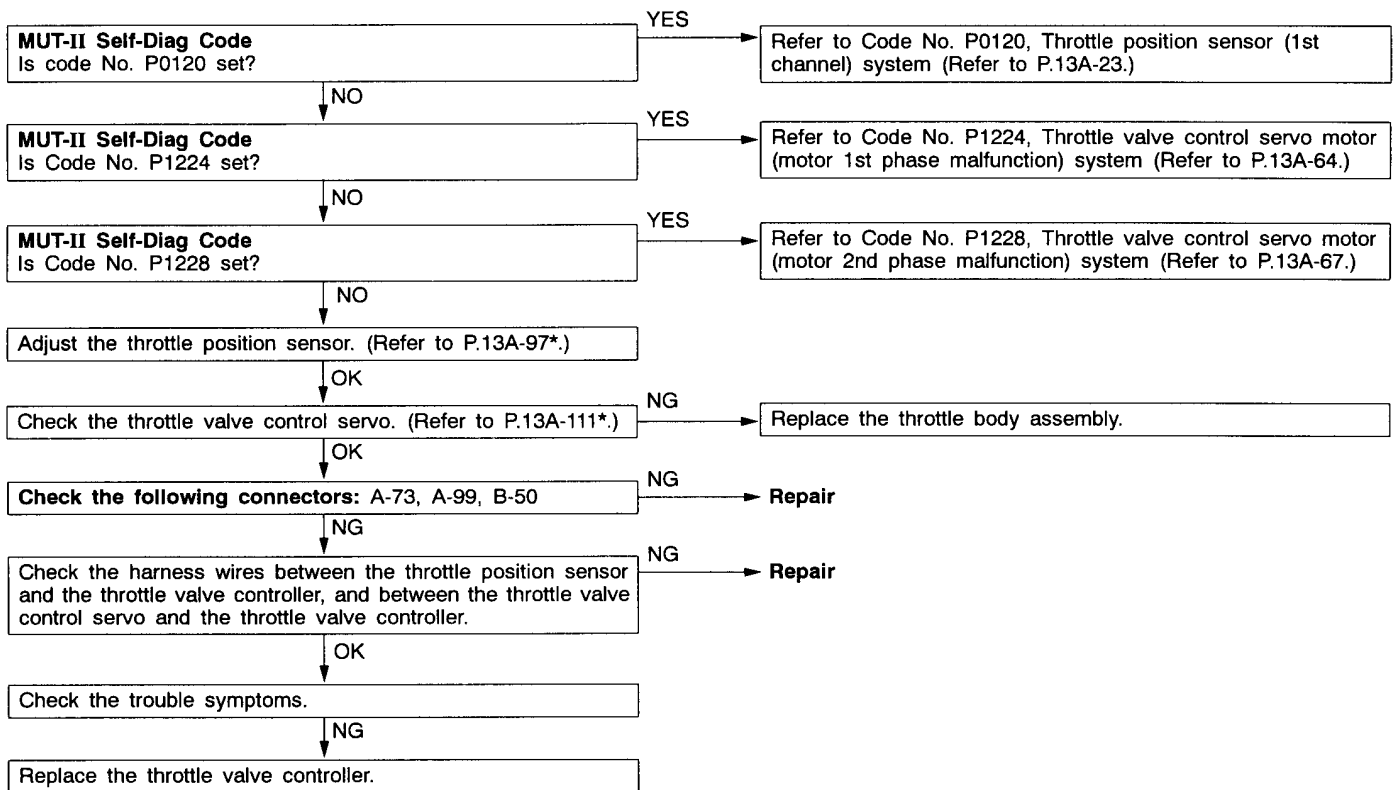 YES
MUT-II Self-Diag Code
Is code No. P0120 set?
Refer to Code No. P0120, Throttle position sensor (1st
channel) system (Refer to P.13A-23.)
NO
YES
MUT-II Self-Diag Code
Is Code No. P1224 set?
Refer to Code No. P1224, Throttle valve control servo motor
(motor 1st phase malfunction) system (Refer to P.13A-64.)
NO
YES
MUT-II Self-Diag Code
Is Code No. P1228 set?
Refer to Code No. P1228, Throttle valve control servo motor
(motor 2nd phase malfunction) system (Refer to P.13A-67.)
NO
Adjust the throttle position sensor. (Refer to P.13A-97*.)
OK
NG
Check the throttle valve control servo. (Refer to P.13A-111*.)
Replace the throttle body assembly.
OK
NG
Check the following connectors: A-73, A-99, B-50
Repair
NG
NG
Check the harness wires between the throttle position sensor
and the throttle valve controller, and between the throttle valve
control servo and the throttle valve controller.
Repair
OK
Check the trouble symptoms.
NG
Replace the throttle valve controller.